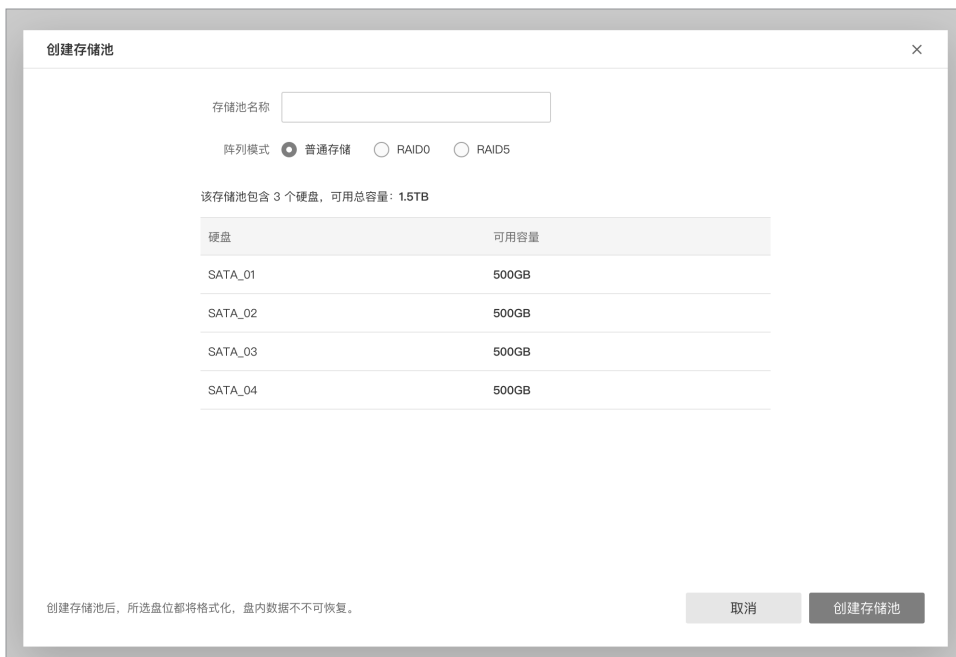 创建存储池
存储池名称
阵列模式 普通存储 RAID0 RAID5
该存储池包含 3 个硬盘，可用总容量：1.5TB
硬盘 可用容量
SATA_01 500GB
SATA_02 500GB
SATA_03 500GB
SATA_04 500GB
创建存储池后，所选盘位都将格式化，盘内数据不不可恢复。 取消 创建存储池